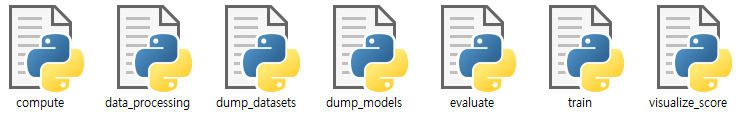 compute data_processing dump_datasets dump_models evaluate train visualize_score